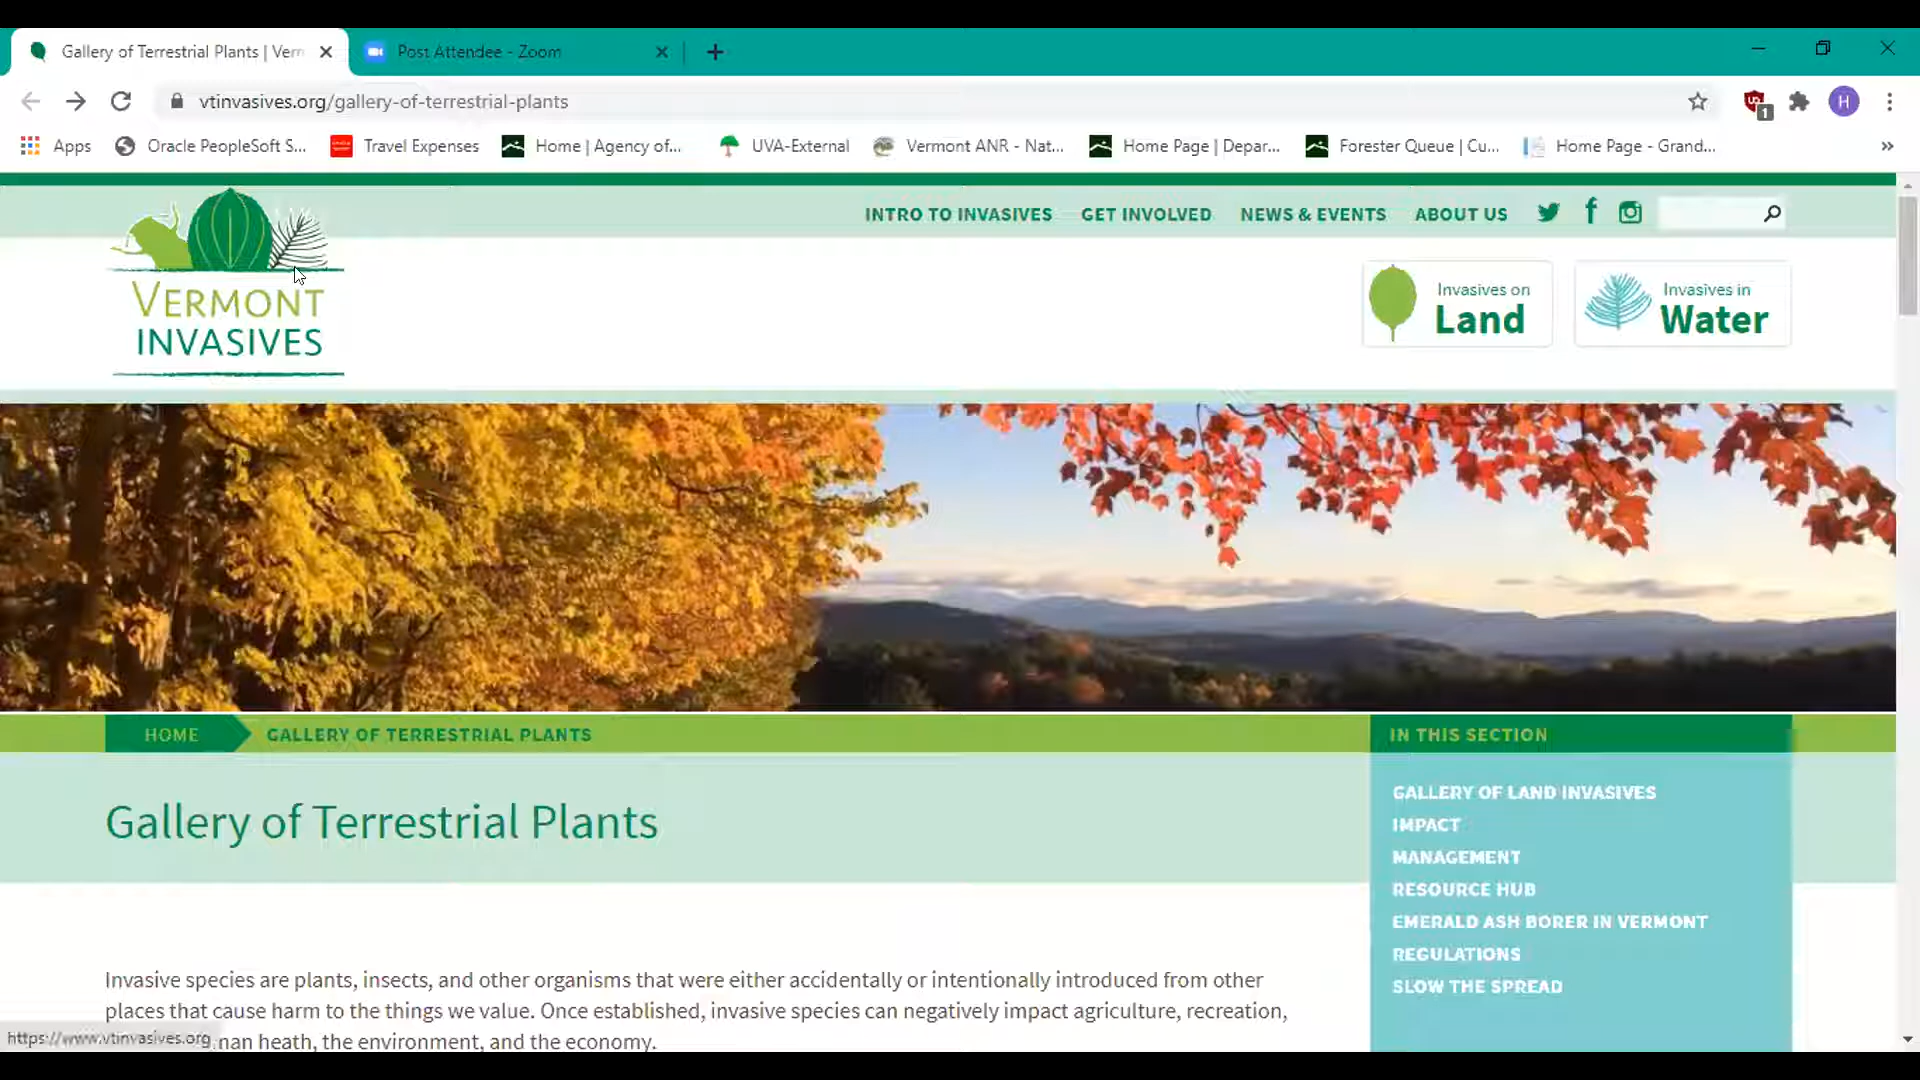 Gallery of Terrestrial Plants | Verm
Post Attendee - Zoom
vtinvasives.org/gallery-of-terrestrial-plants
1
H
Apps
Oracle PeopleSoft S...
Travel Expenses
Home | Agency of...
UVA-External
Vermont ANR - Nat...
Home Page | Depar...
Forester Queue | Cu...
Home Page - Grand...
INTRO TO INVASIVES
GET INVOLVED
NEWS & EVENTS
ABOUT US
VERMONT
INVASIVES
Invasives on
Land
Invasives in
Water
HOME
GALLERY OF TERRESTRIAL PLANTS
IN THIS SECTION
Gallery of Terrestrial Plants
GALLERY OF LAND INVASIVES
IMPACT
MANAGEMENT
RESOURCE HUB
EMERALD ASH BORER IN VERMONT
REGULATIONS
SLOW THE SPREAD
Invasive species are plants, insects, and other organisms that were either accidentally or intentionally introduced from other
places that cause harm to the things we value. Once established, invasive species can negatively impact agriculture, recreation,
nan heath, the environment, and the economy.
https://www.vtinvasives.org